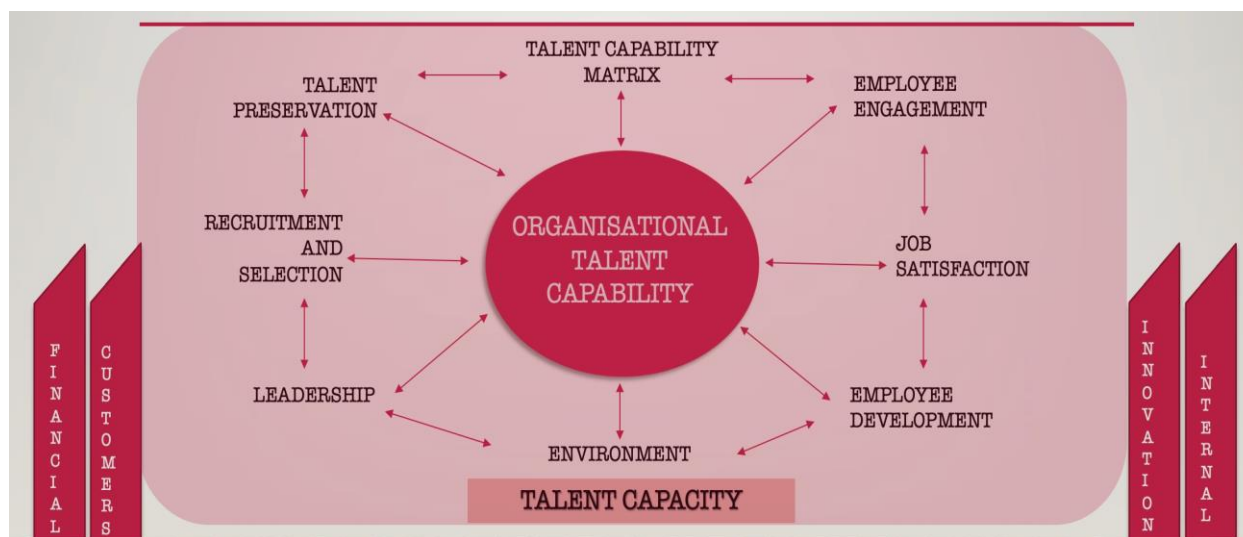 TALENT CAPABILITY
MATRIX
TALENT
PRESERVATION
EMPLOYEE
ENGAGEMENT
RECRUITMENT
AND
SELECTION
ORGANISATIONAL
TALENT
CAPABILITY
JOB
SATISFACTION
LEADERSHIP
EMPLOYEE
DEVELOPMENT
ENVIRONMENT
TALENT CAPACITY
FINANCIAL
CUSTOMERS
INNOVATION
INTERNAL